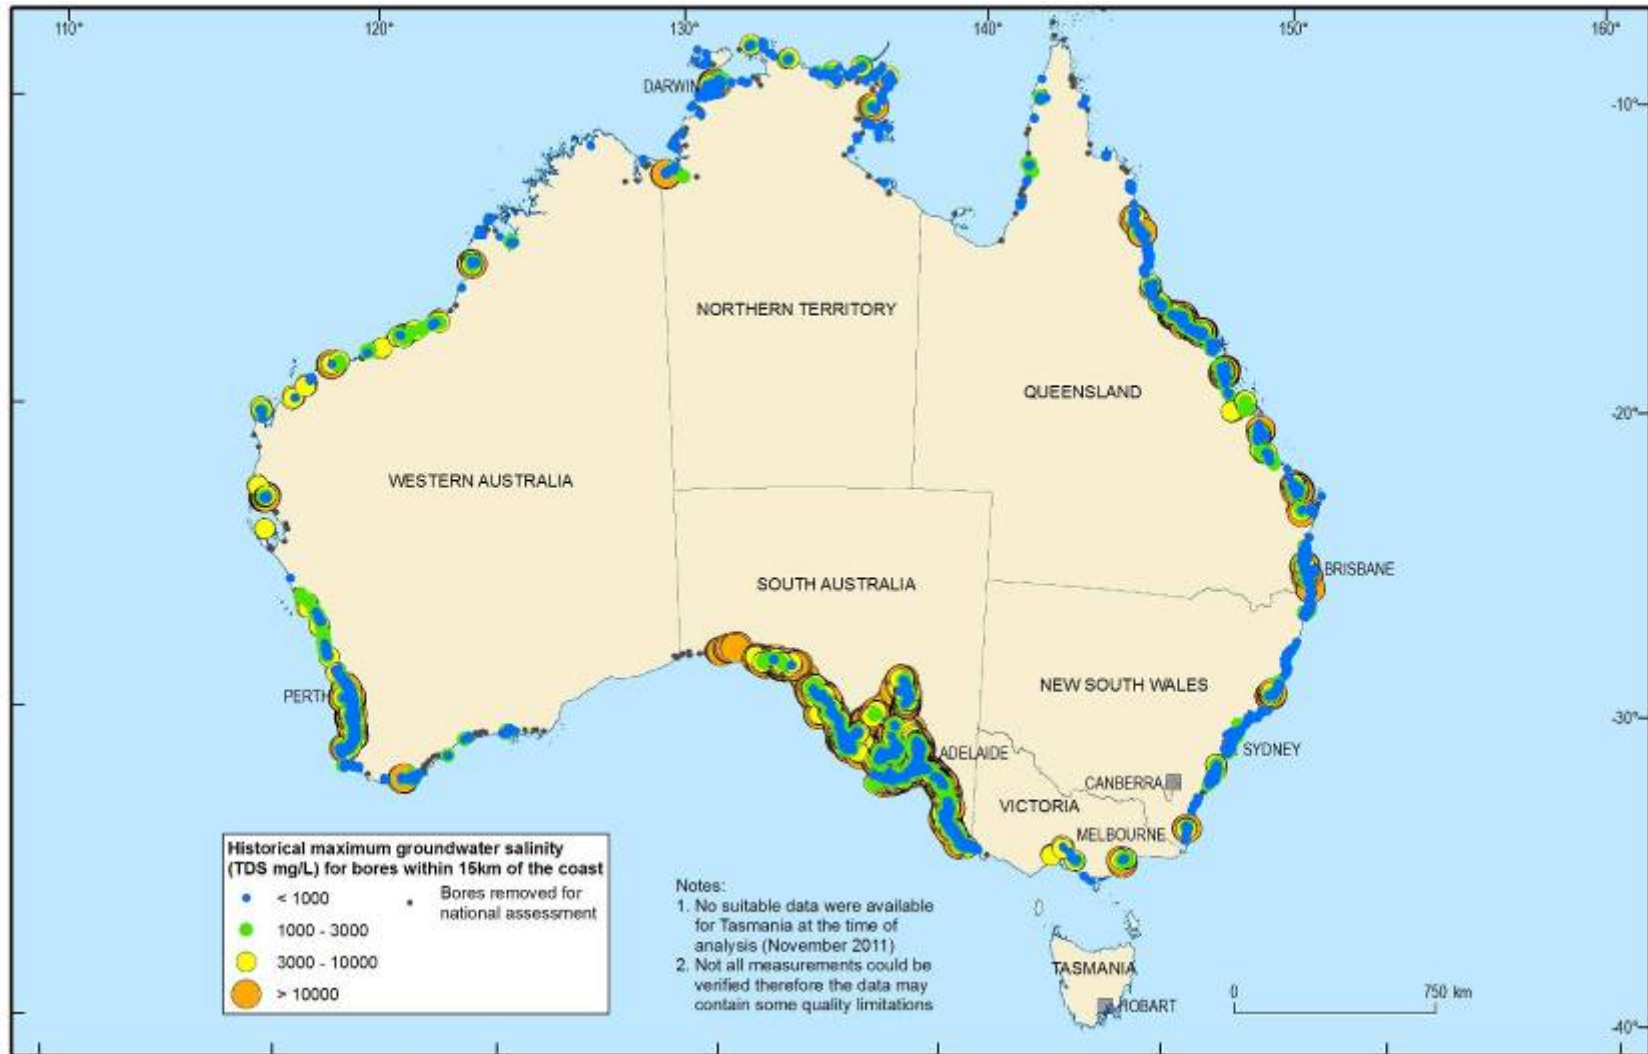 110°
120°
130°
140°
150°
160°
DARWIN
-10°
NORTHERN TERRITORY
QUEENSLAND
-20°
WESTERN AUSTRALIA
BRISBANE
SOUTH AUSTRALIA
NEW SOUTH WALES
PERTH
-30°
ADELAIDE
SYDNEY
CANBERRA
VICTORIA
MELBOURNE
Historical maximum groundwater salinity
(TDS mg/L) for bores within 15km of the coast
< 1000
1000 - 3000
3000 - 10000
> 10000
Bores removed for
national assessment
Notes:
1. No suitable data were available
for Tasmania at the time of
analysis (November 2011)
2. Not all measurements could be
verified therefore the data may
contain some quality limitations
TASMANIA
HOBART
0 750 km
-40°